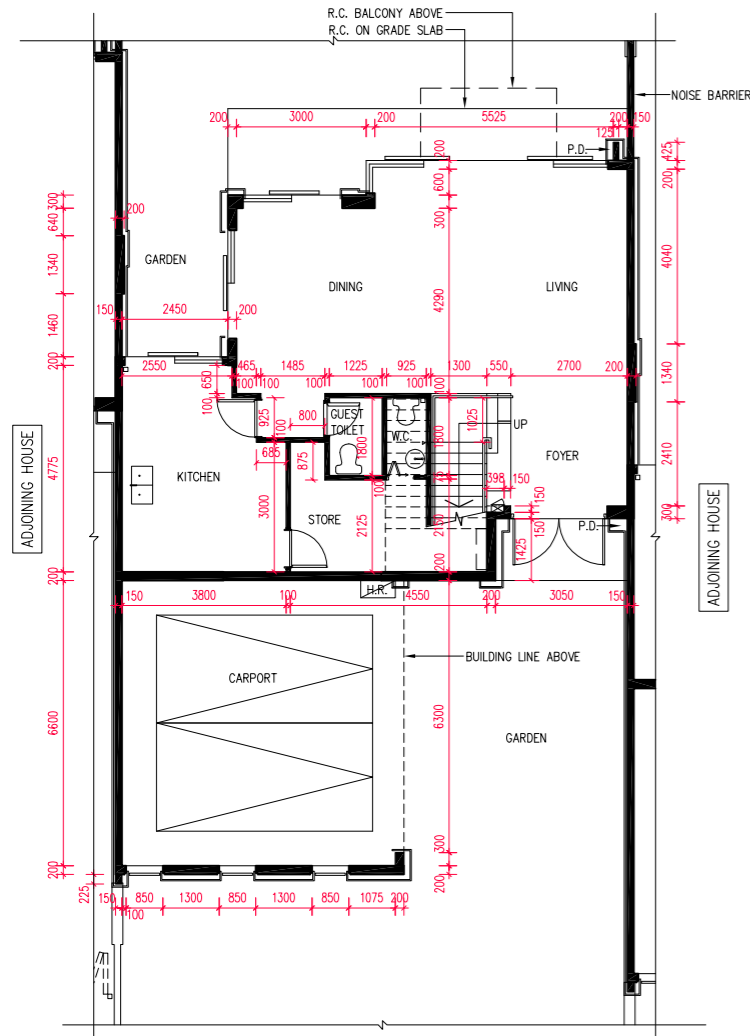 R.C. BALCONY ABOVE
R.C. ON GRADE SLAB
NOISE BARRIER
200 3000 200 5525 200 150
125
P.D.
425
200
200
600
300
300
640
200
GARDEN
DINING
LIVING
4040
1340
4290
150 2450 200
1460
200
2550 465 1485 1225 925 1300 550 2700 200
1340
650
100 100 100 100 100
100
100
925
100
800
GUEST
TOILET
1800
W.C.
1800
1025
UP
FOYER
2410
4775
685
875
KITCHEN
3000
STORE
100
2125
2150
398 150
150
150
300
P.D.
1425
ADJOINING HOUSE
ADJOINING HOUSE
200
200
H.R.
150 3800 100 4550 200 3050 150
BUILDING LINE ABOVE
CARPORT
GARDEN
6600
6300
300
200
200
225
150 850 1300 850 1300 850 1075 200
100